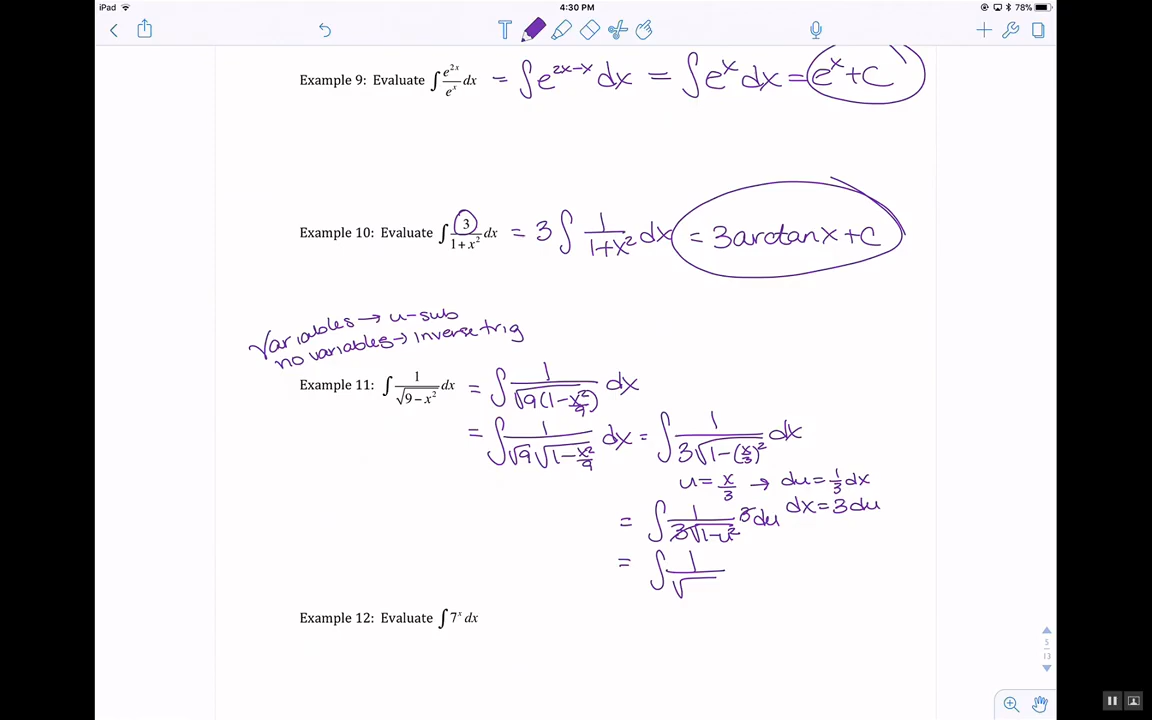 iPad 4:30 PM 78%
T
Example 9: Evaluate ∫ e^{2x}/e^x dx = ∫e^{2x-x} dx = ∫e^x dx = e^x + C
Example 10: Evaluate ∫ 3/(1+x²) dx = 3∫ 1/(1+x²) dx = 3arctanx + C
Variables → u-sub
no variables → inverse trig
Example 11: ∫ 1/√(9-x²) dx = ∫ 1/√(9(1-x²/9)) dx
= ∫ 1/(√9√(1-x²/9)) dx = ∫ 1/(3√(1-(x/3)²)) dx
u = x/3 → du = 1/3 dx
= ∫ 1/(3√(1-u²)) 3du dx = 3du
= ∫ 1/√
Example 12: Evaluate ∫ 7^x dx
5
13